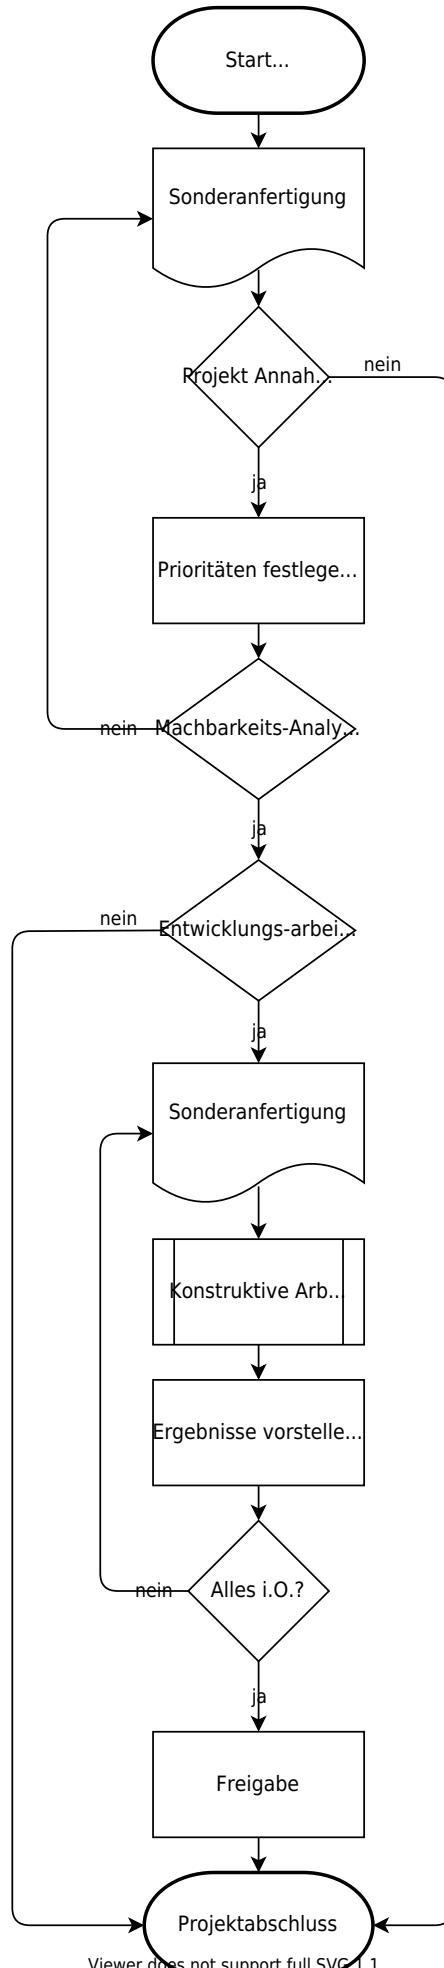 Start...
Sonderanfertigung
Projekt Annah...
nein
ja
Prioritäten festlege...
Machbarkeits-Analy...
nein
ja
nein
Entwicklungs-arbei...
ja
Sonderanfertigung
Konstruktive Arb...
Ergebnisse vorstelle...
Alles i.O.?
nein
ja
Freigabe
Projektabschluss
Viewer does not support full SVG 1.1